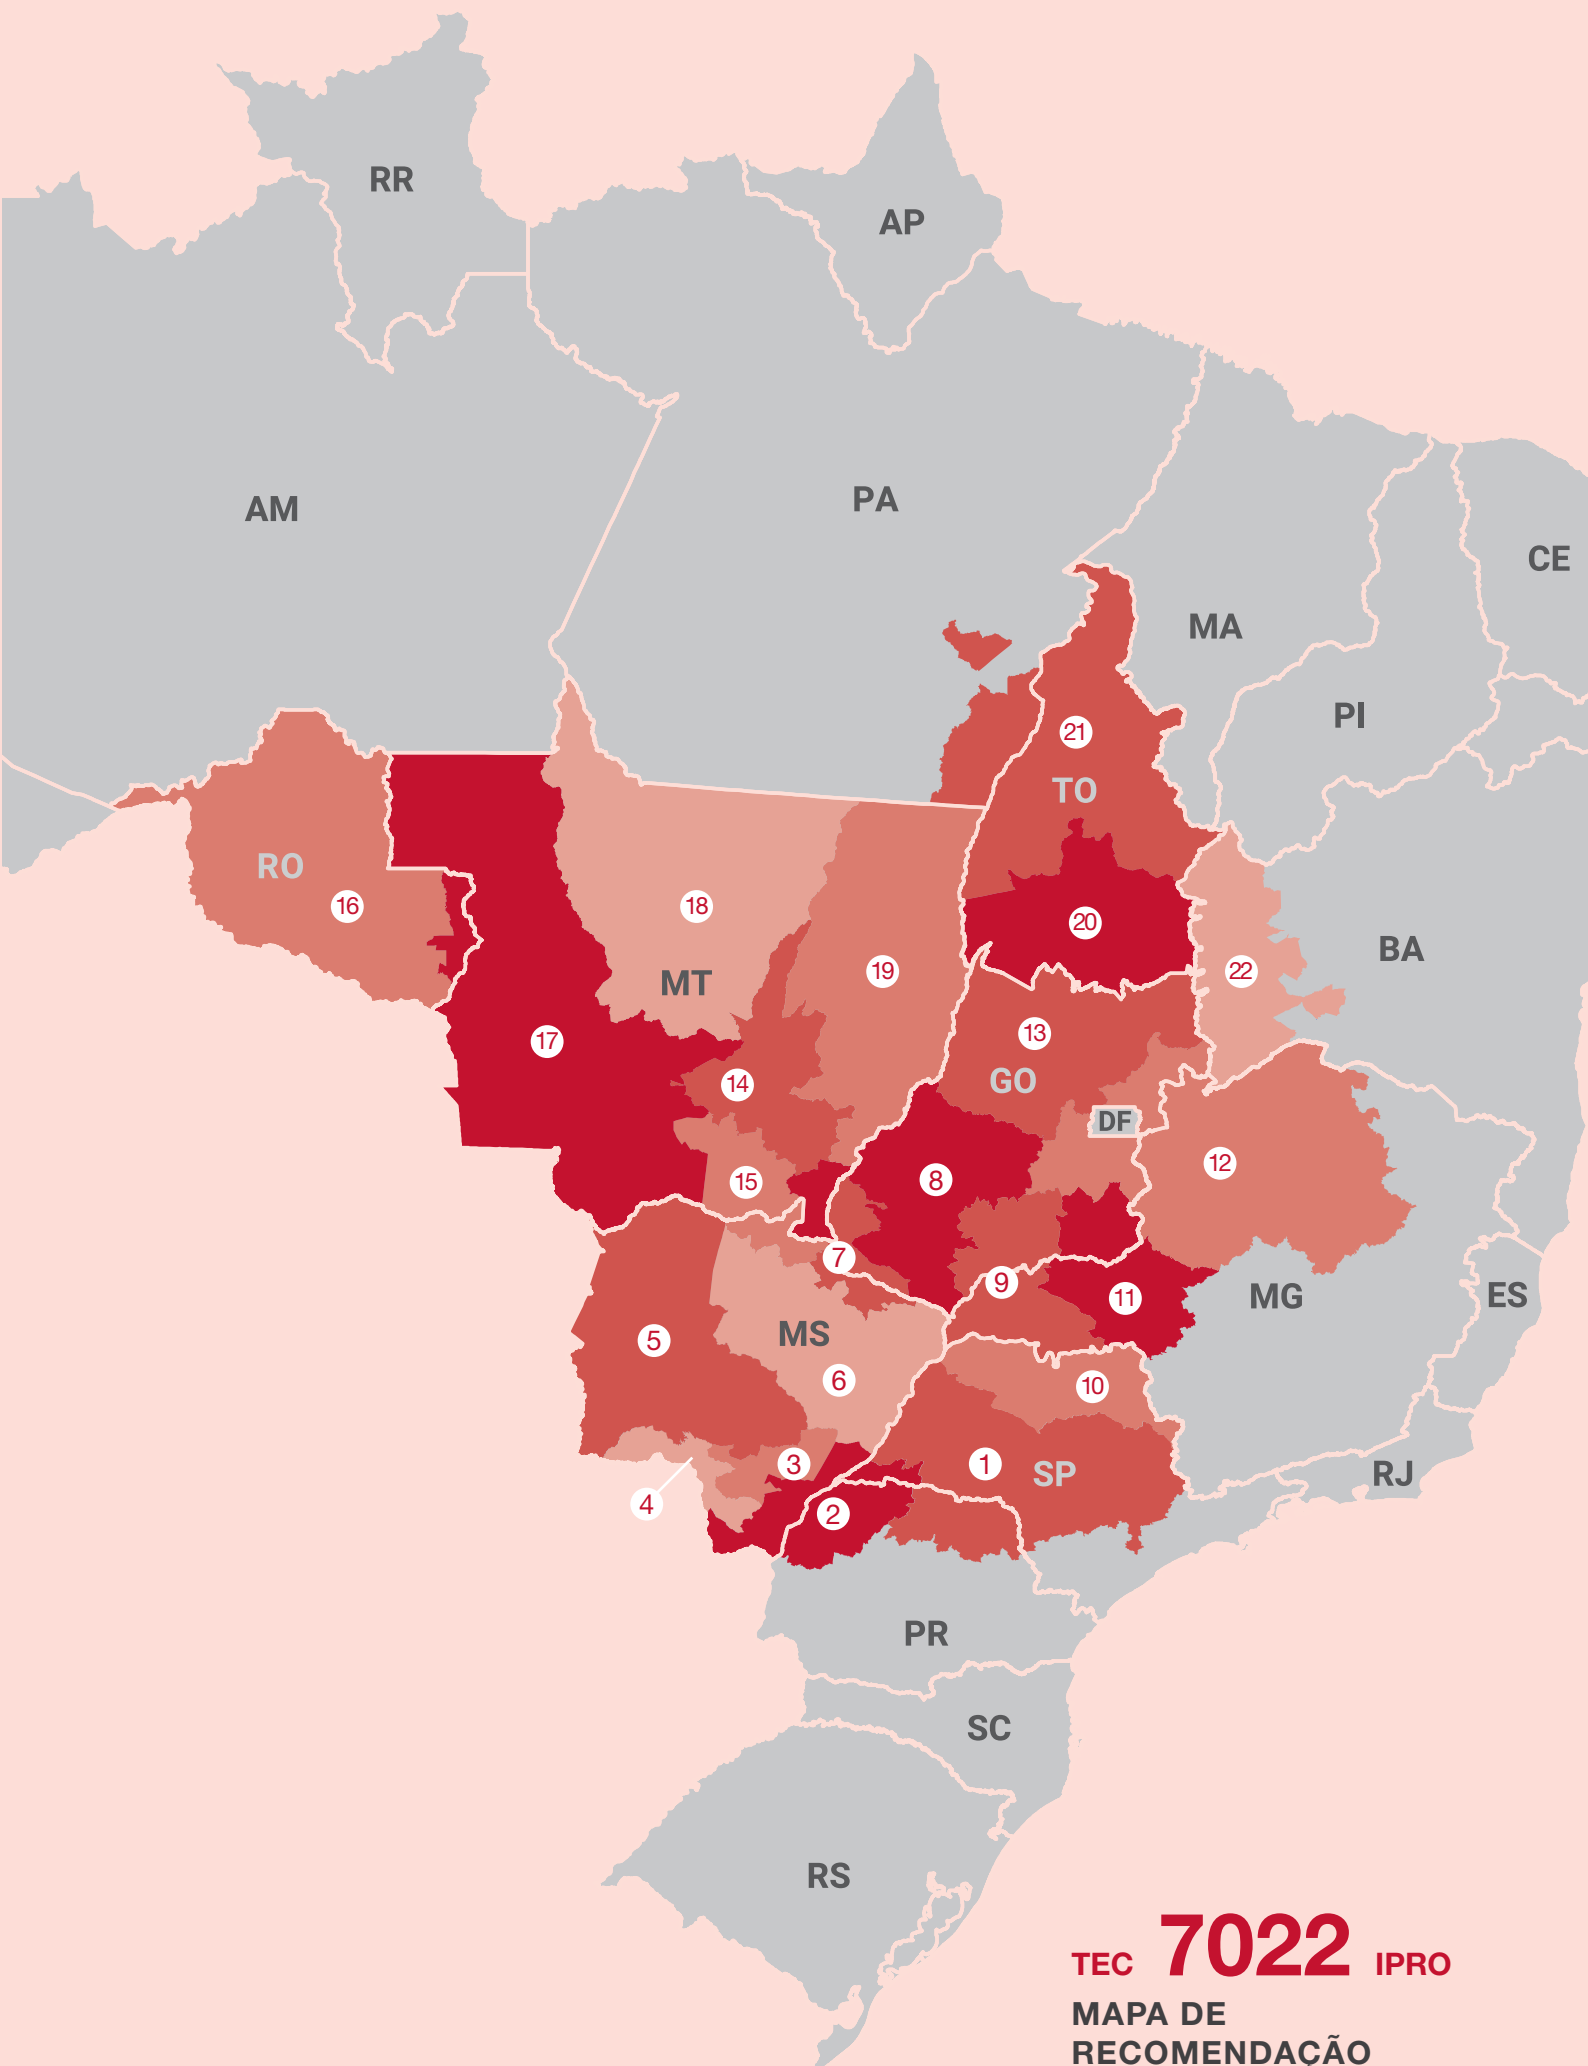 RR
AP
AM
PA
CE
MA
PI
21
TO
RO
16
18
20
BA
MT
19
22
17
13
14
GO
DF
12
15
8
7
9
11
MG
ES
5
MS
6
10
3
1
SP
RJ
4
2
PR
SC
RS
TEC 7022 IPRO
MAPA DE
RECOMENDAÇÃO